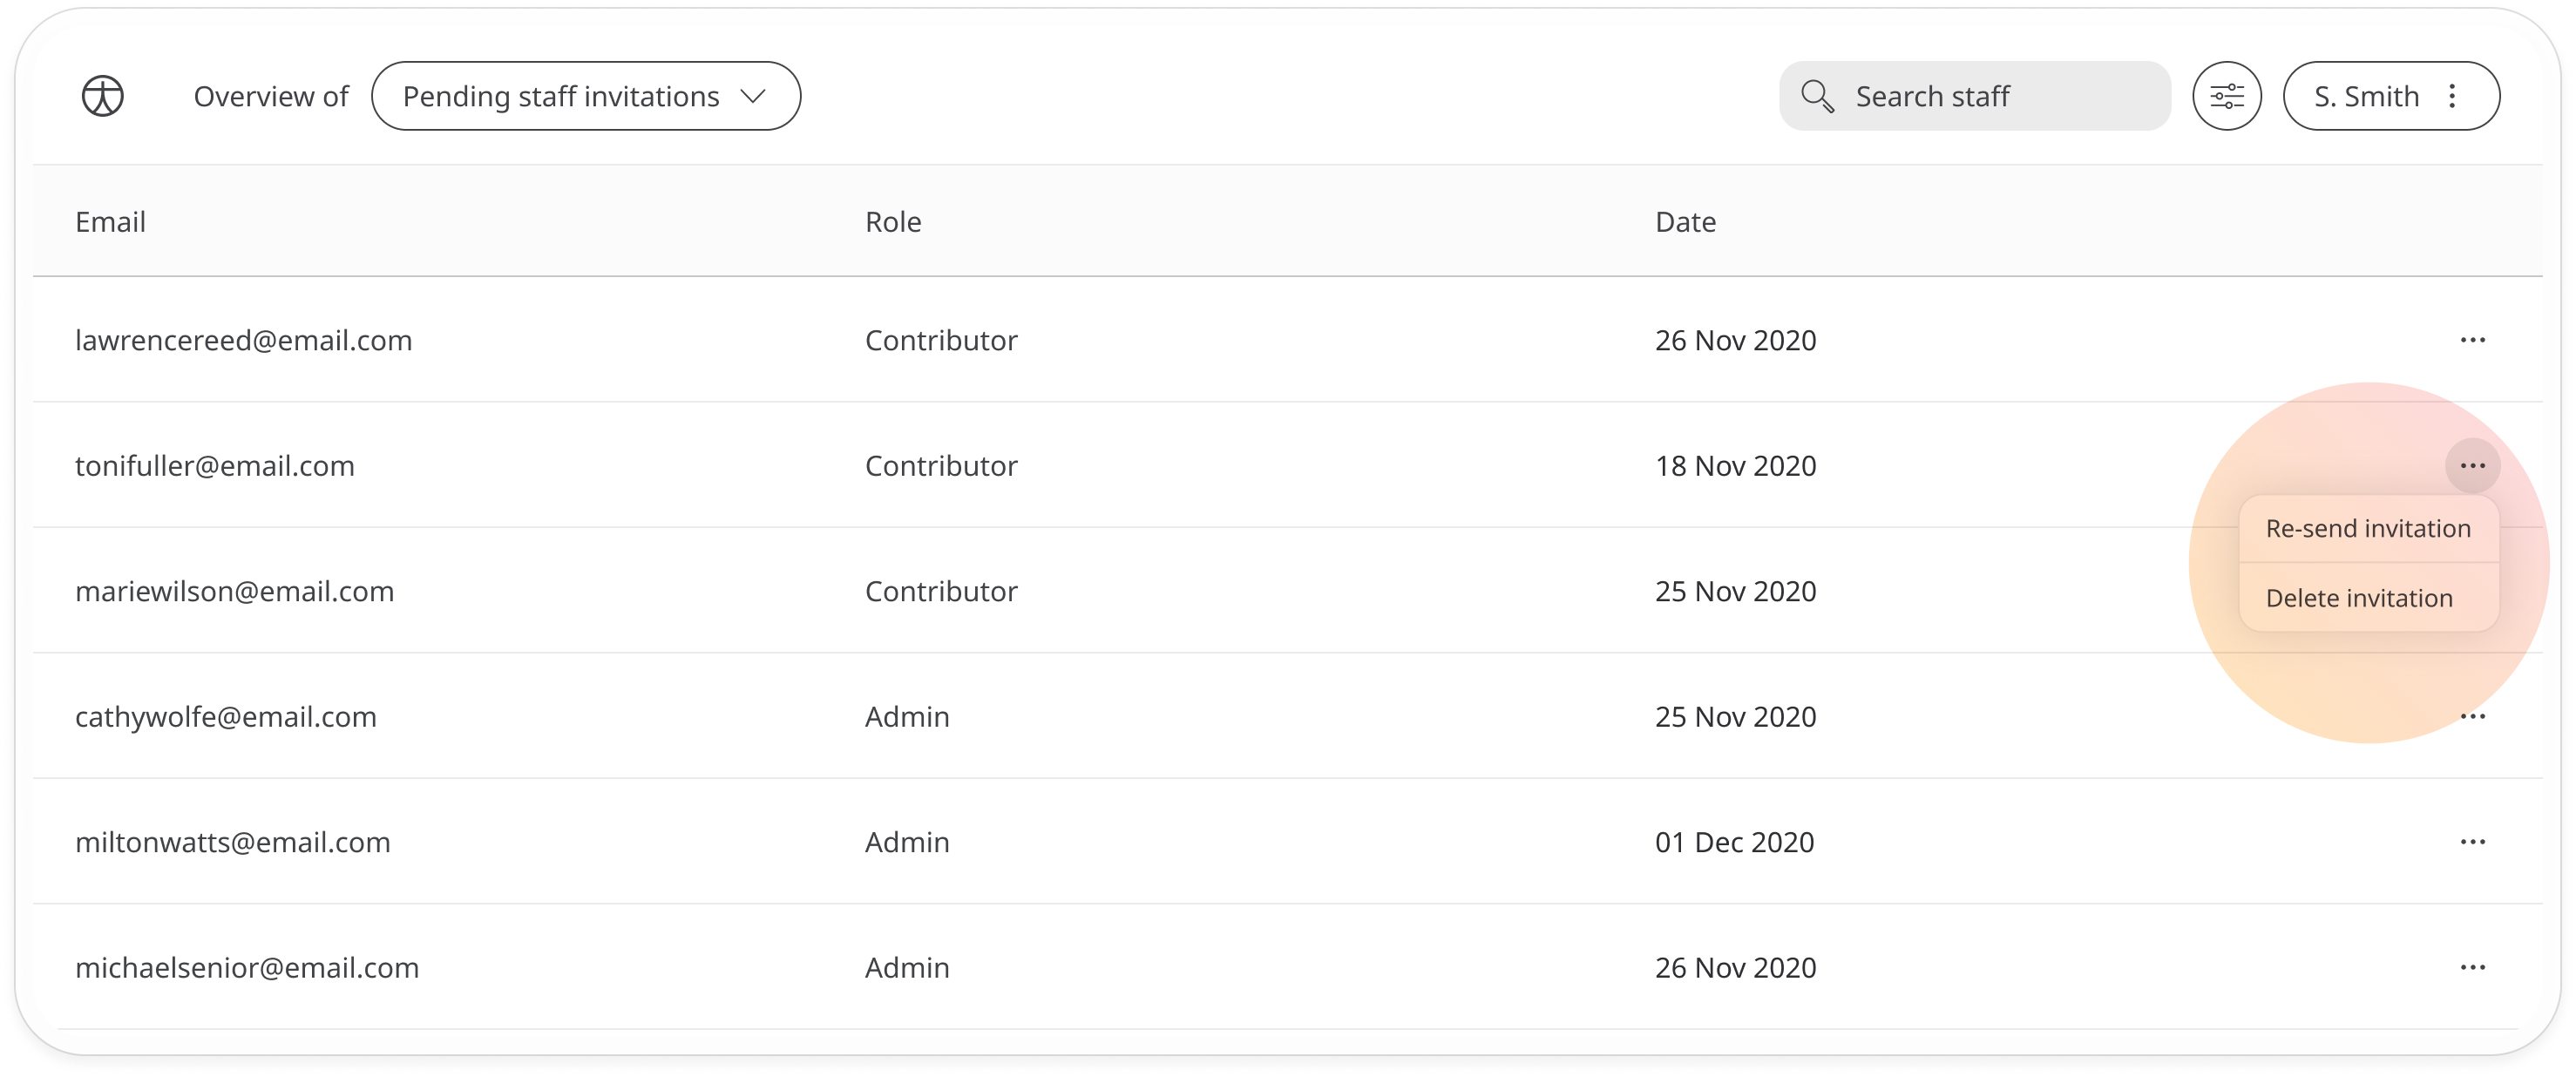 Overview of Pending staff invitations Search staff S. Smith
Email Role Date
lawrencereed@email.com Contributor 26 Nov 2020
tonifuller@email.com Contributor 18 Nov 2020
Re-send invitation
mariewilson@email.com Contributor 25 Nov 2020
Delete invitation
cathywolfe@email.com Admin 25 Nov 2020
miltonwatts@email.com Admin 01 Dec 2020
michaelsenior@email.com Admin 26 Nov 2020